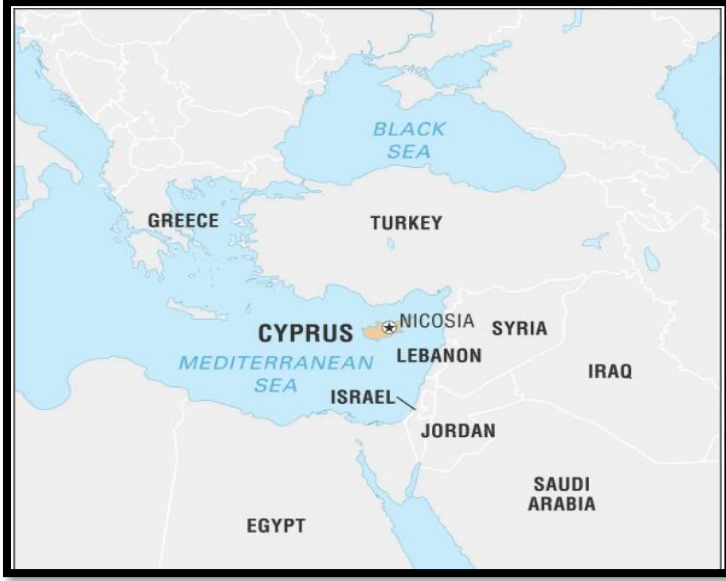 BLACK
SEA
GREECE
TURKEY
CYPRUS
NICOSIA
SYRIA
MEDITERRANEAN
SEA
LEBANON
IRAQ
ISRAEL
JORDAN
SAUDI
ARABIA
EGYPT